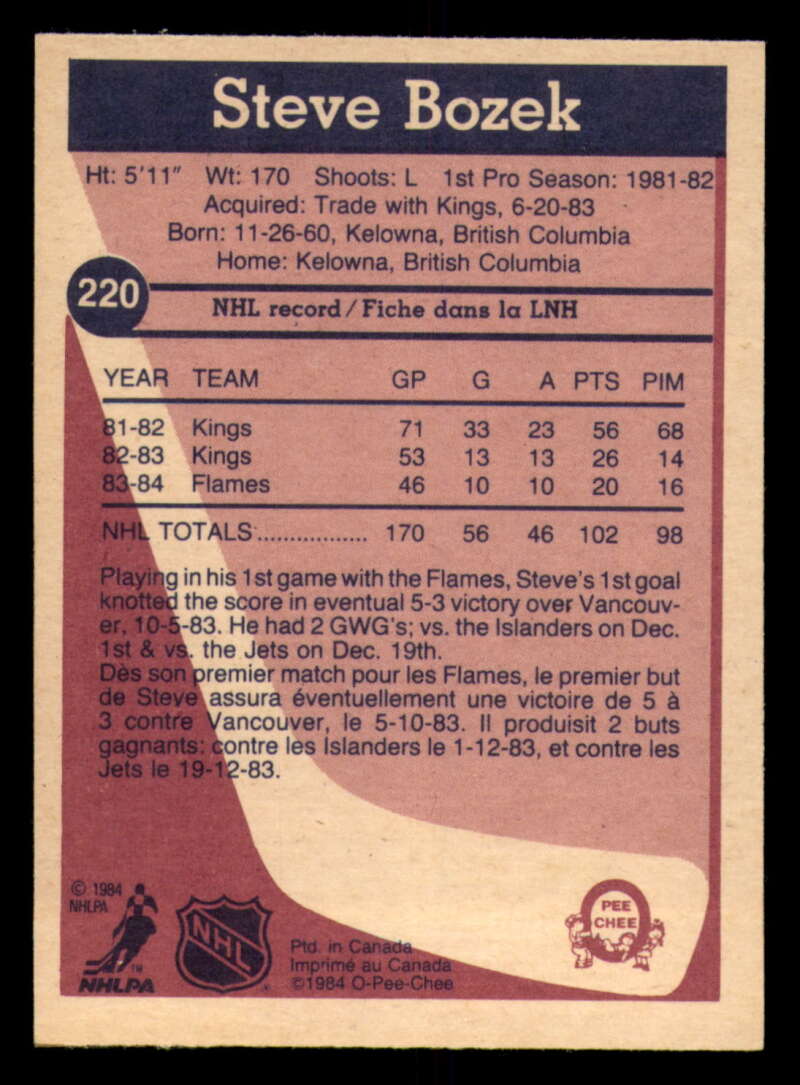 Steve Bozek
Ht: 5'11" Wt: 170 Shoots: L 1st Pro Season: 1981-82
Acquired: Trade with Kings, 6-20-83
Born: 11-26-60, Kelowna, British Columbia
Home: Kelowna, British Columbia
220
NHL record/Fiche dans la LNH
YEAR TEAM GP G A PTS PIM
81-82 Kings 71 33 23 56 68
82-83 Kings 53 13 13 26 14
83-84 Flames 46 10 10 20 16
NHL TOTALS................. 170 56 46 102 98
Playing in his 1st game with the Flames, Steve's 1st goal
knotted the score in eventual 5-3 victory over Vancouv-
er, 10-5-83. He had 2 GWG's; vs. the Islanders on Dec.
1st & vs. the Jets on Dec. 19th.
Dès son premier match pour les Flames, le premier but
de Steve assura éventuellement une victoire de 5 à
3 contre Vancouver, le 5-10-83. Il produisit 2 buts
gagnants: contre les Islanders le 1-12-83, et contre les
Jets le 19-12-83.
© 1984
NHLPA
TM
NHLPA
NHL
Ptd. in Canada
Imprimé au Canada
©1984 O-Pee-Chee
O
PEE
CHEE